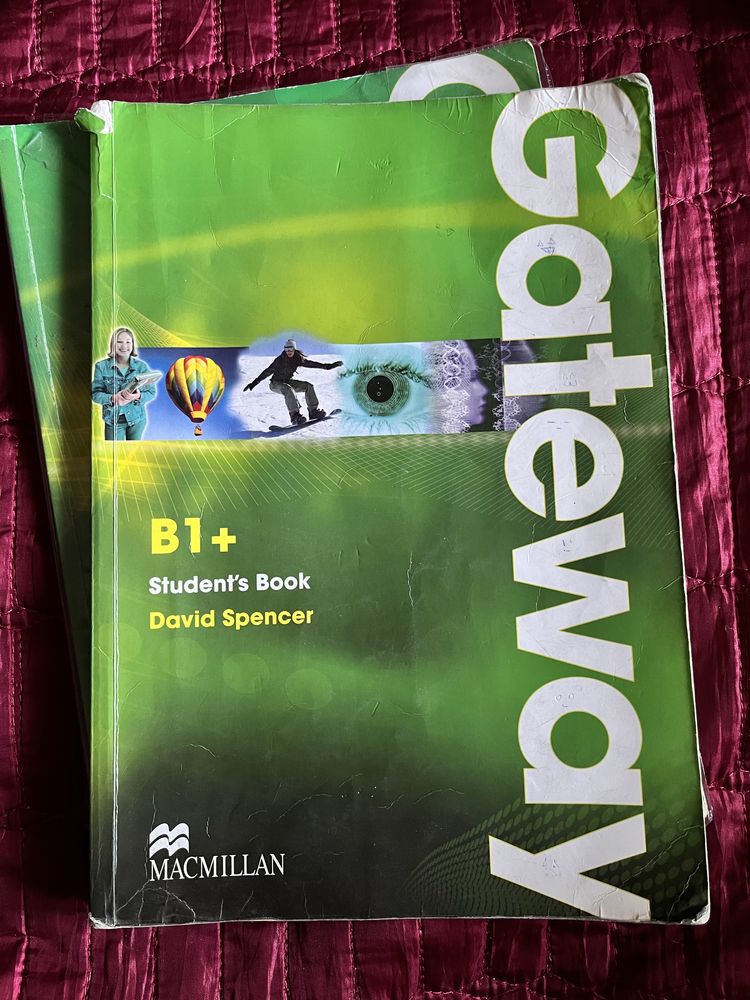 Gateway
B1+
Student's Book
David Spencer
MACMILLAN